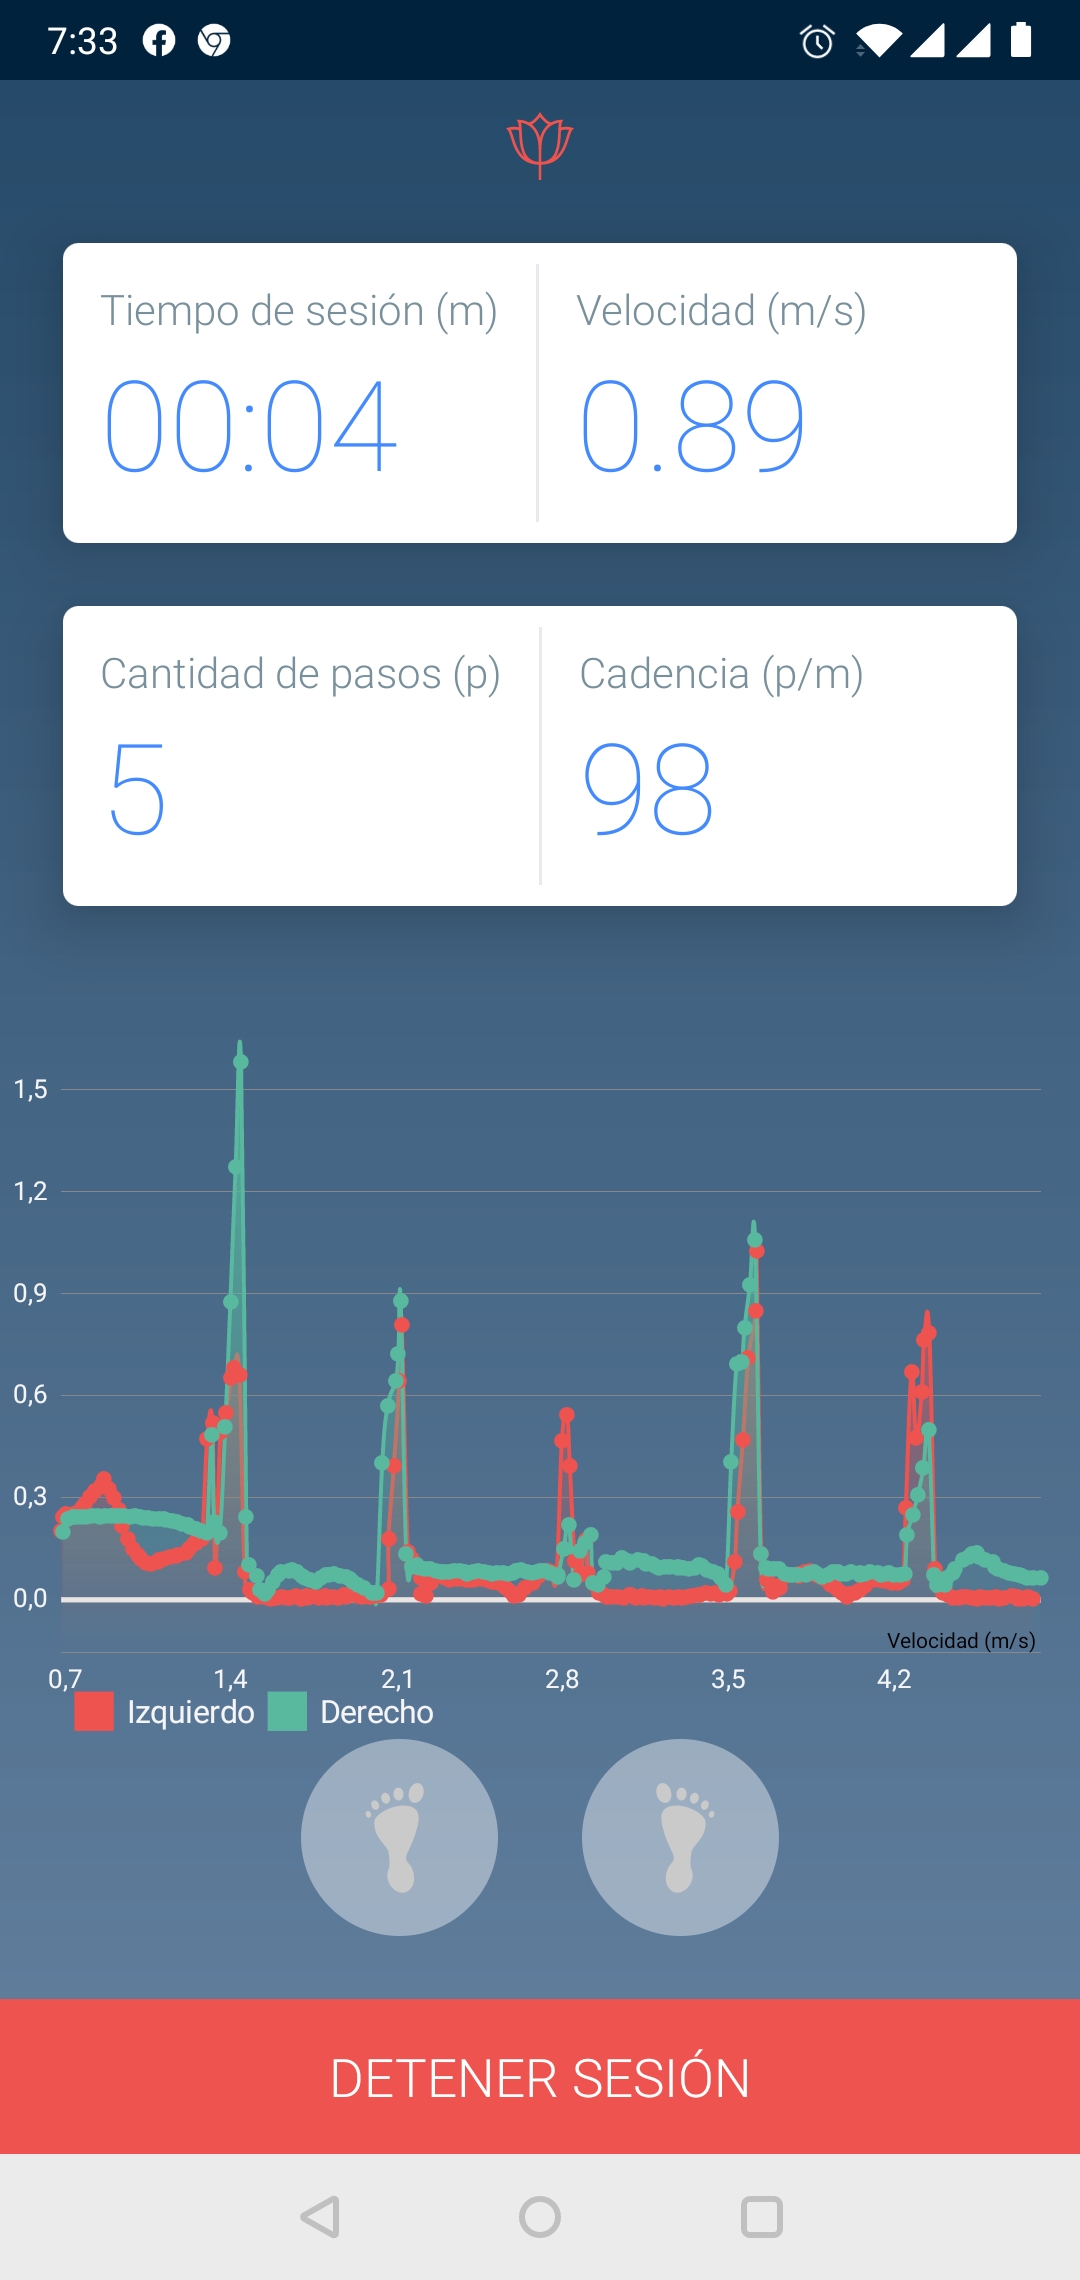 7:33
Tiempo de sesión (m)
Velocidad (m/s)
00:04
0.89
Cantidad de pasos (p)
Cadencia (p/m)
5
98
1,5
1,2
0,9
0,6
0,3
0,0
Velocidad (m/s)
0,7 1,4 2,1 2,8 3,5 4,2
Izquierdo Derecho
DETENER SESIÓN